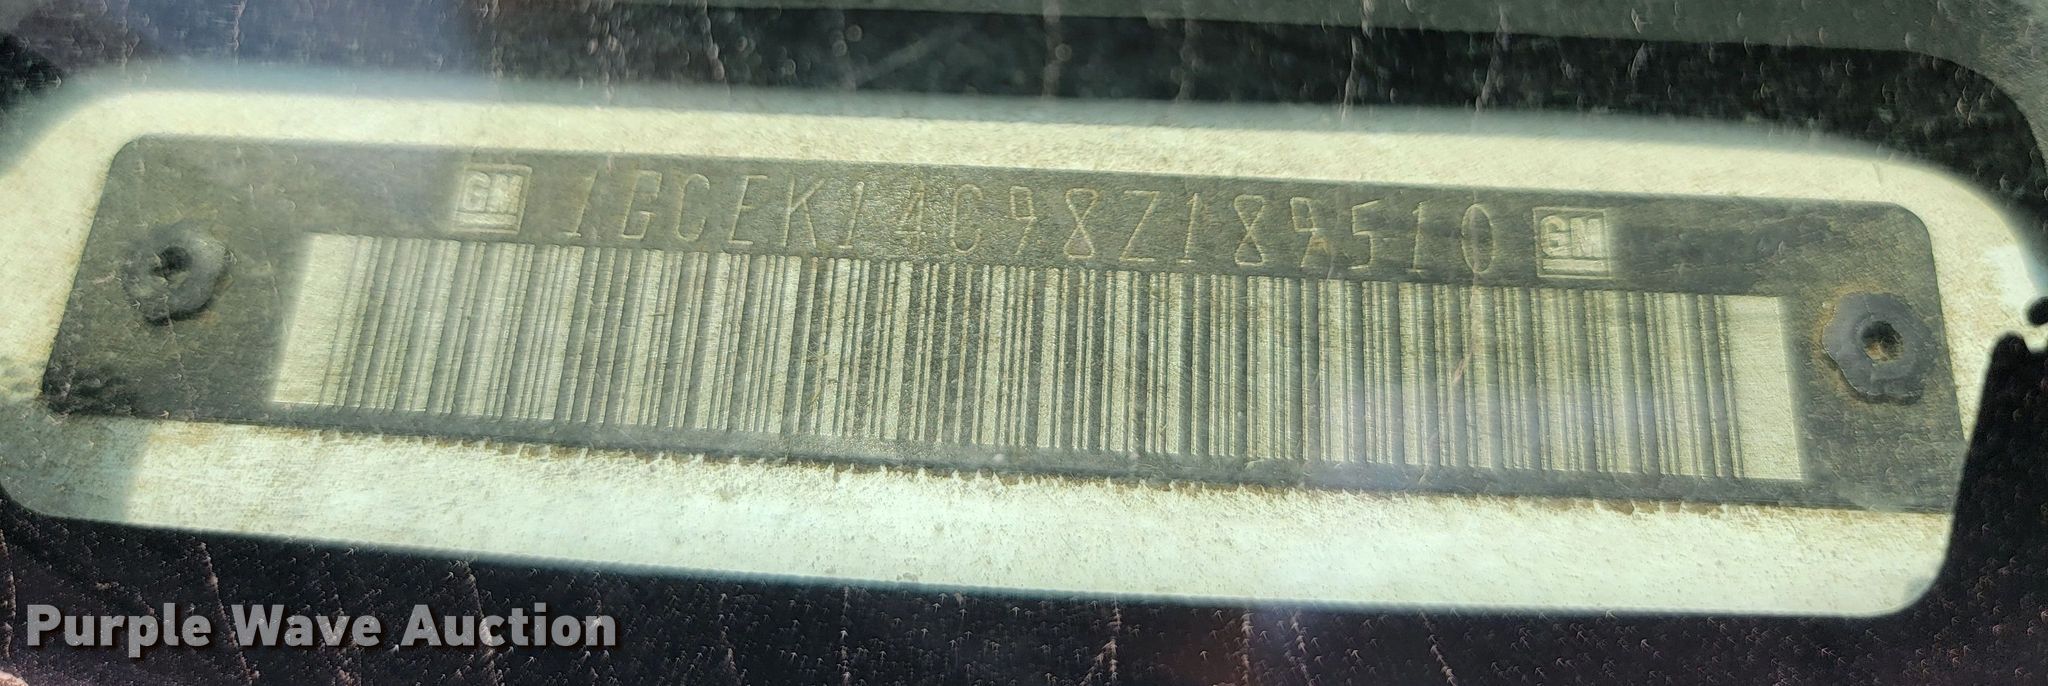 GM 1GCEK14C98Z189510 GM
Purple Wave Auction